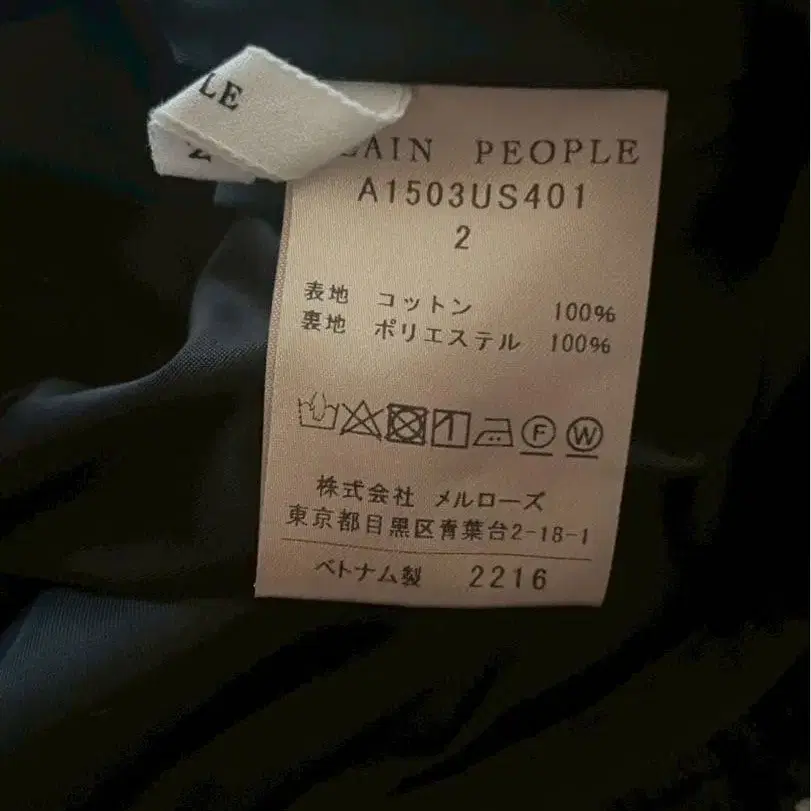 LE
2
LAIN PEOPLE
A1503US401
2
表地 コットン 100%
裏地 ポリエステル 100%
F W
株式会社 メルローズ
東京都目黒区青葉台2-18-1
ベトナム製 2216